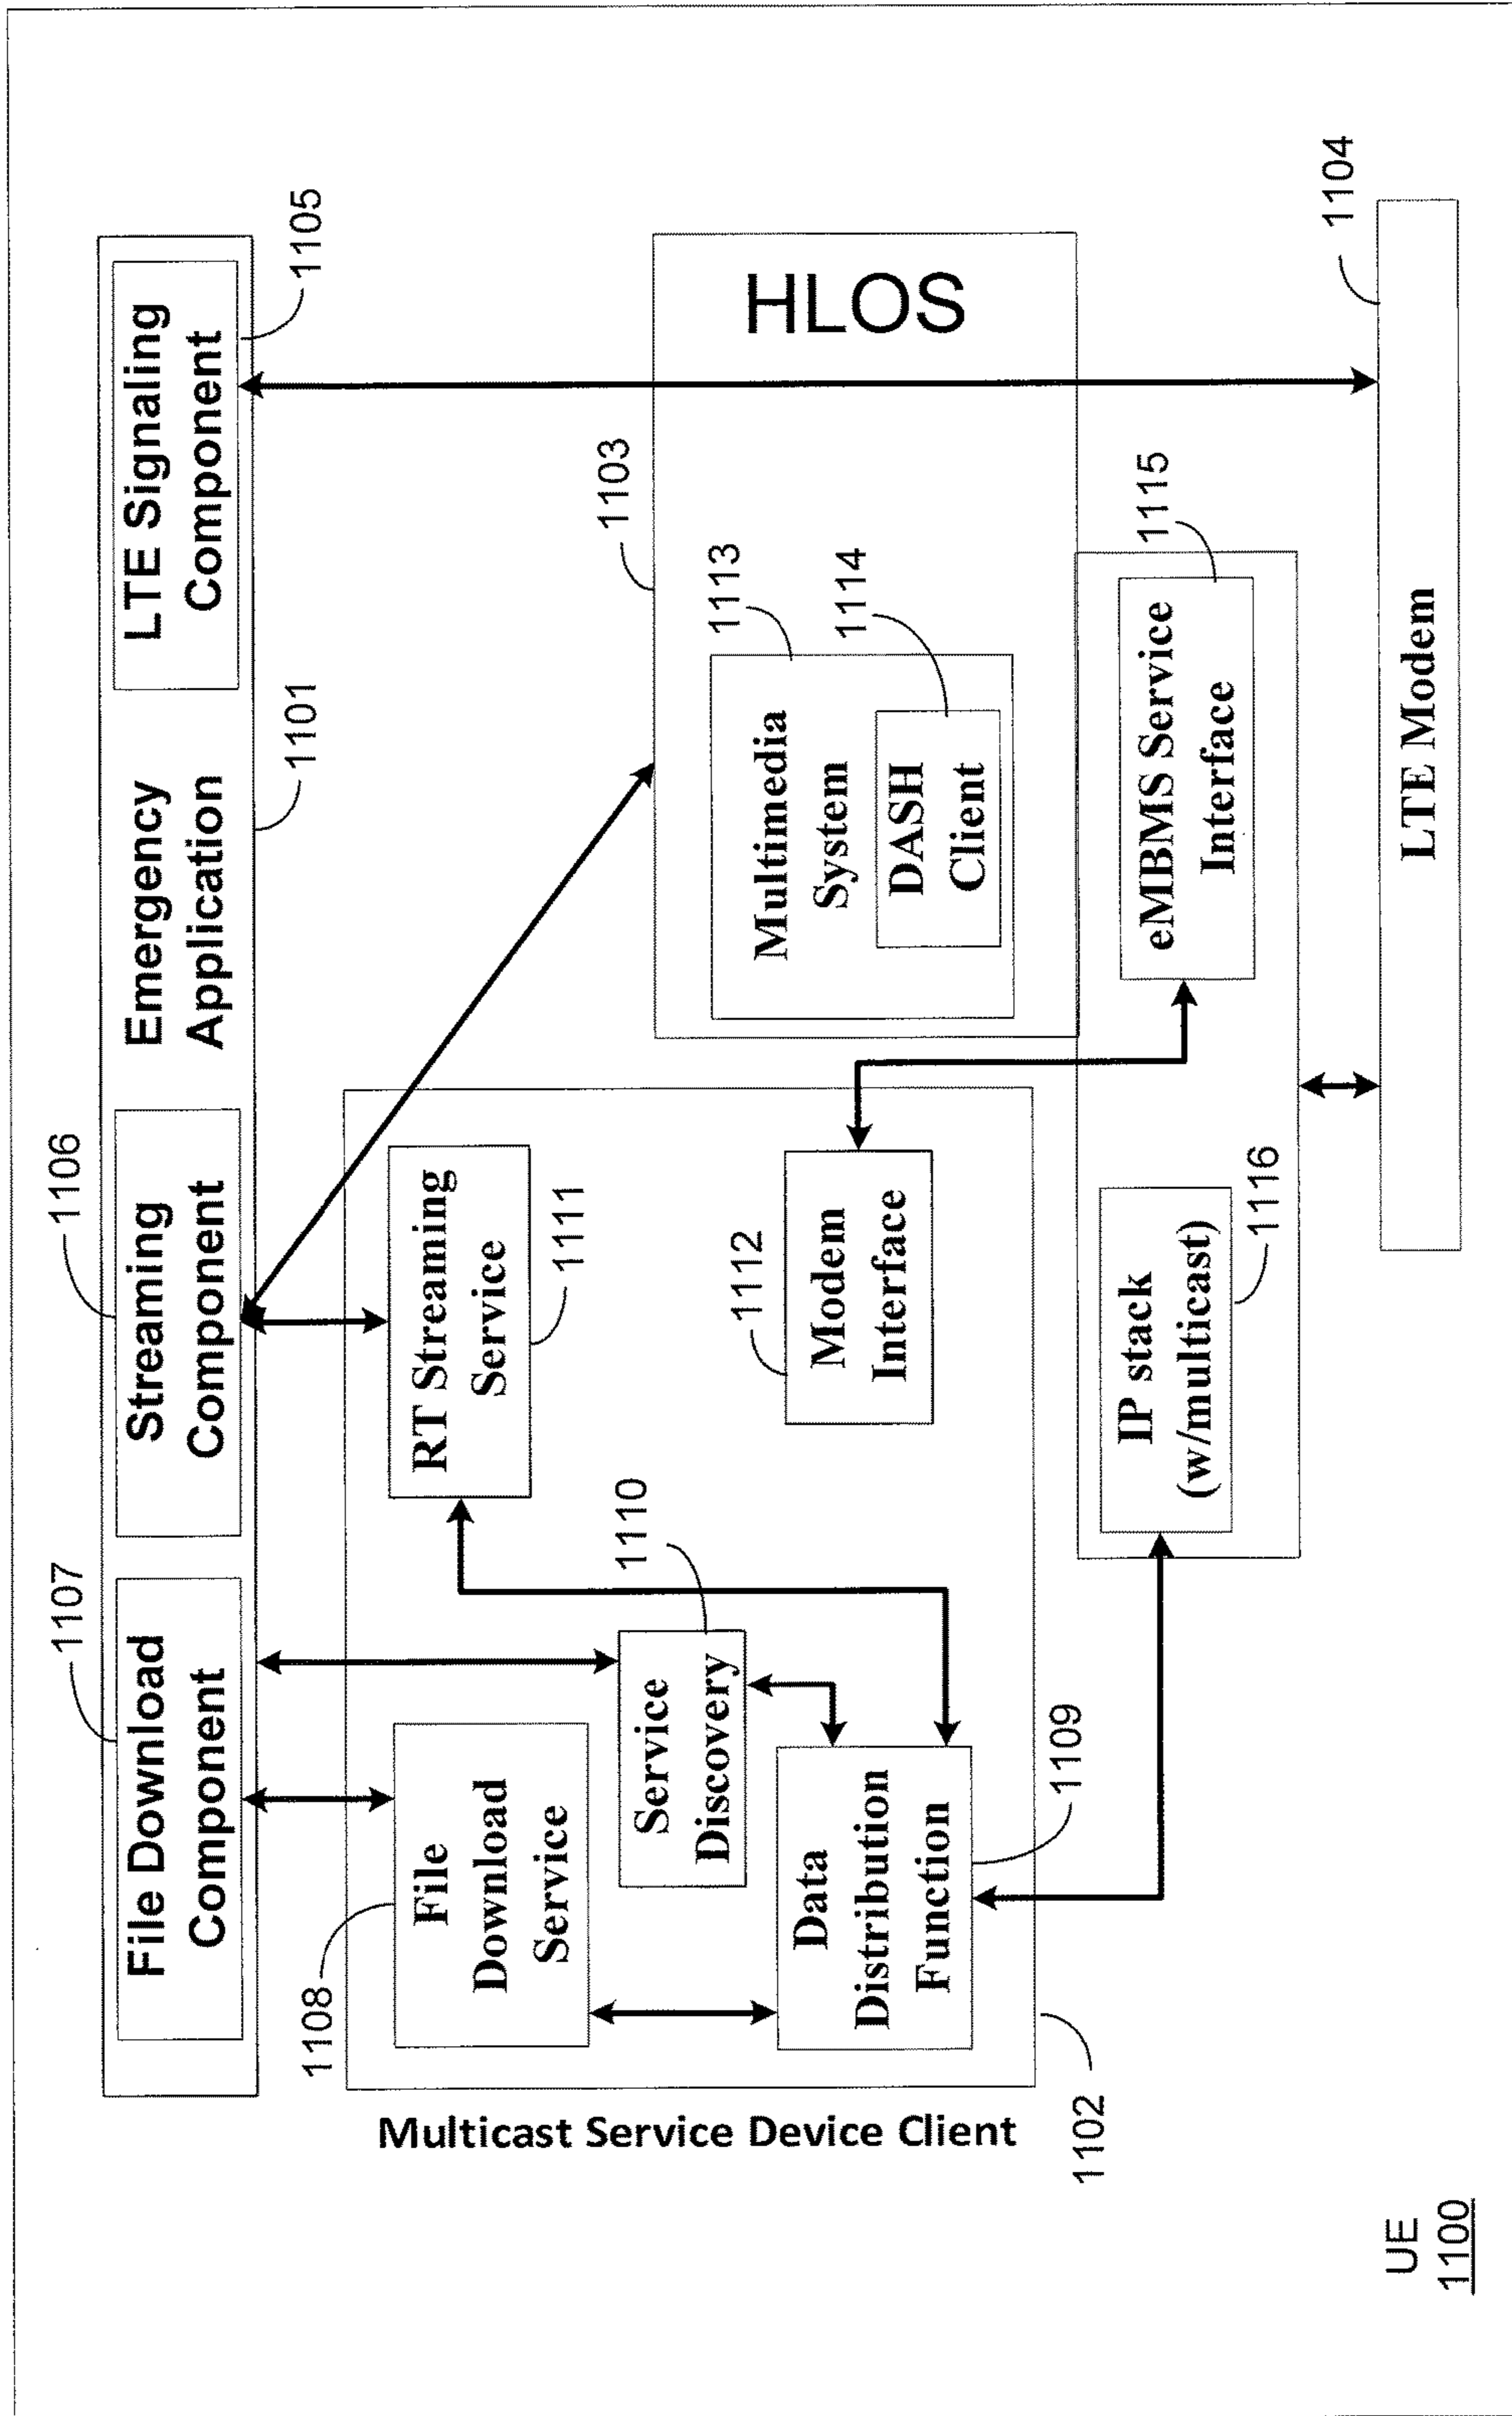 File Download
Component
1107
Streaming
Component
1106
Emergency
Application
1101
LTE Signaling
Component
1105
Multicast Service Device Client
1102
File
Download
Service
1108
Service
Discovery
1110
Data
Distribution
Function
1109
RT Streaming
Service
1111
Modem
Interface
1112
HLOS
1103
Multimedia
System
1113
DASH
Client
1114
IP stack
(w/multicast)
1116
eMBMS Service
Interface
1115
LTE Modem
1104
UE
1100